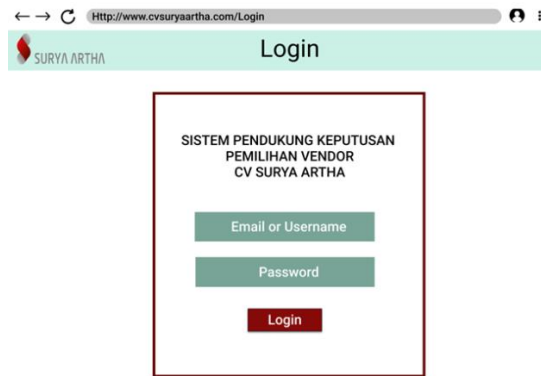 Http://www.cvsuryaartha.com/Login
SURYA ARTHA
Login
SISTEM PENDUKUNG KEPUTUSAN
PEMILIHAN VENDOR
CV SURYA ARTHA
Email or Username
Password
Login